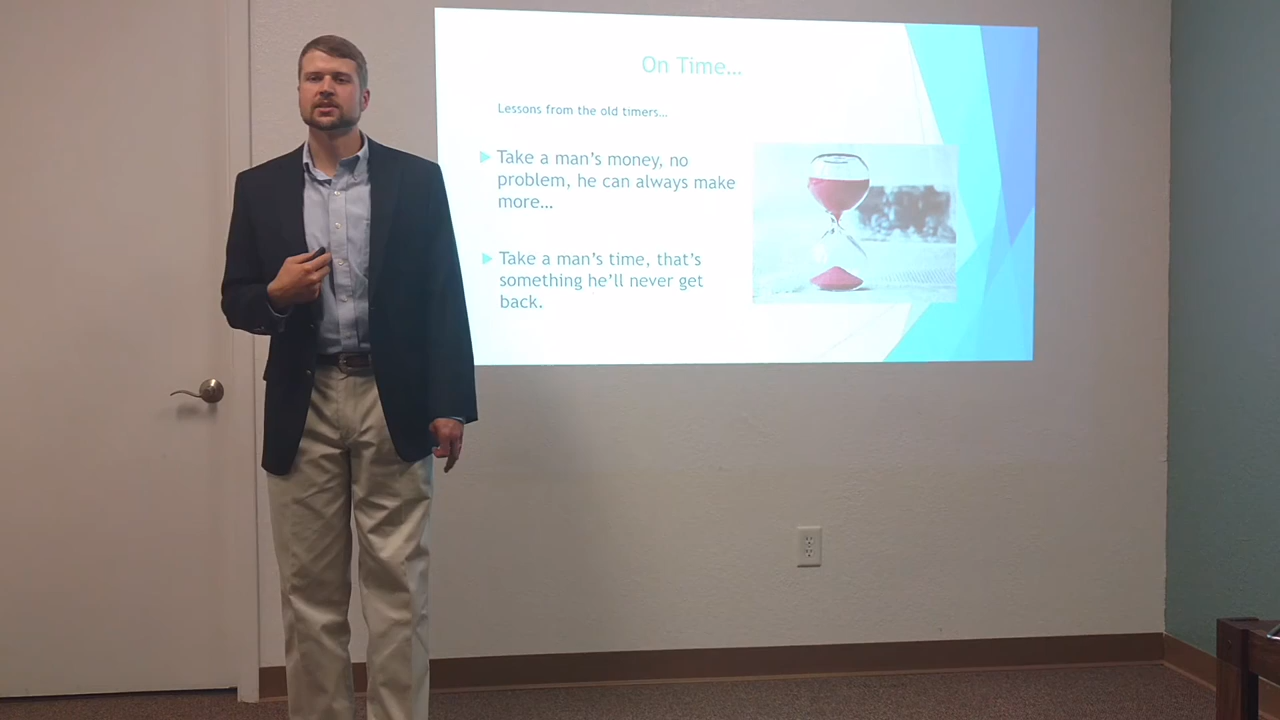 On Time...
Lessons from the old timers...
Take a man's money, no
problem, he can always make
more...
Take a man's time, that's
something he'll never get
back.